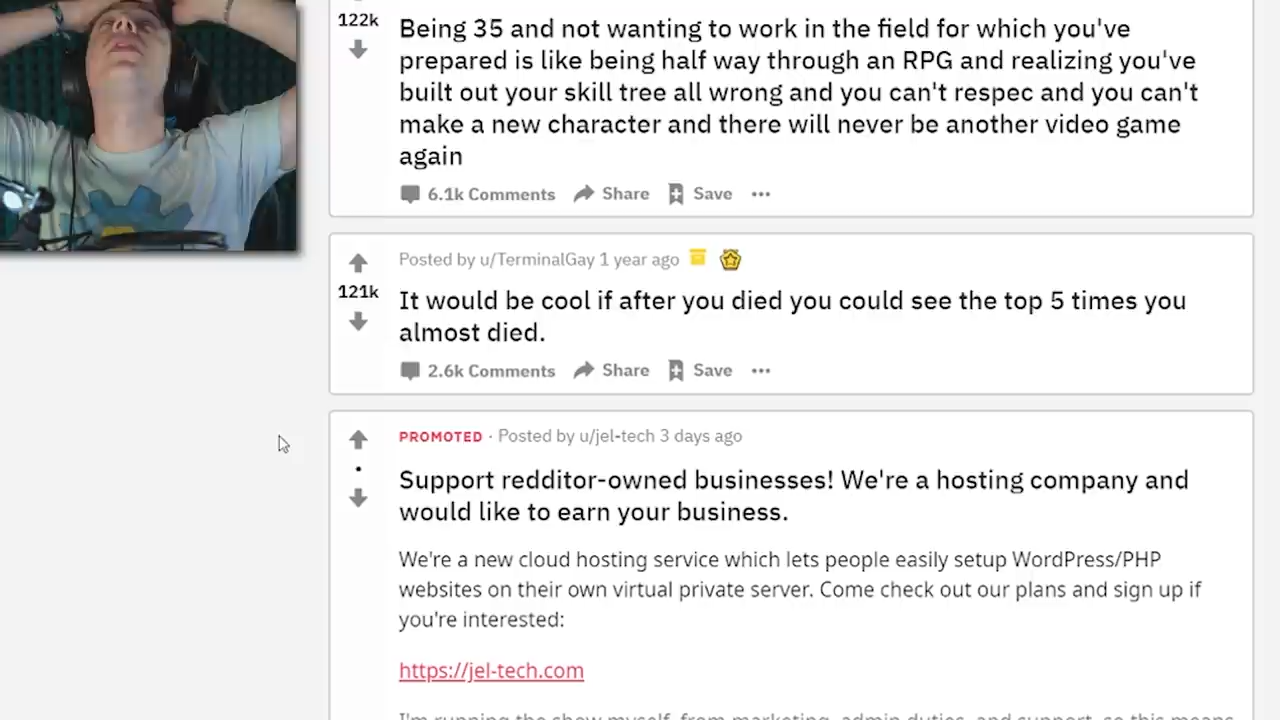 122k
Being 35 and not wanting to work in the field for which you've
prepared is like being half way through an RPG and realizing you've
built out your skill tree all wrong and you can't respec and you can't
make a new character and there will never be another video game
again
6.1k Comments Share Save
Posted by u/TerminalGay 1 year ago
121k
It would be cool if after you died you could see the top 5 times you
almost died.
2.6k Comments Share Save
PROMOTED · Posted by u/jel-tech 3 days ago
Support redditor-owned businesses! We're a hosting company and
would like to earn your business.
We're a new cloud hosting service which lets people easily setup WordPress/PHP
websites on their own virtual private server. Come check out our plans and sign up if
you're interested:
https://jel-tech.com
I'm running the show myself, from marketing, admin duties, and support, so this means